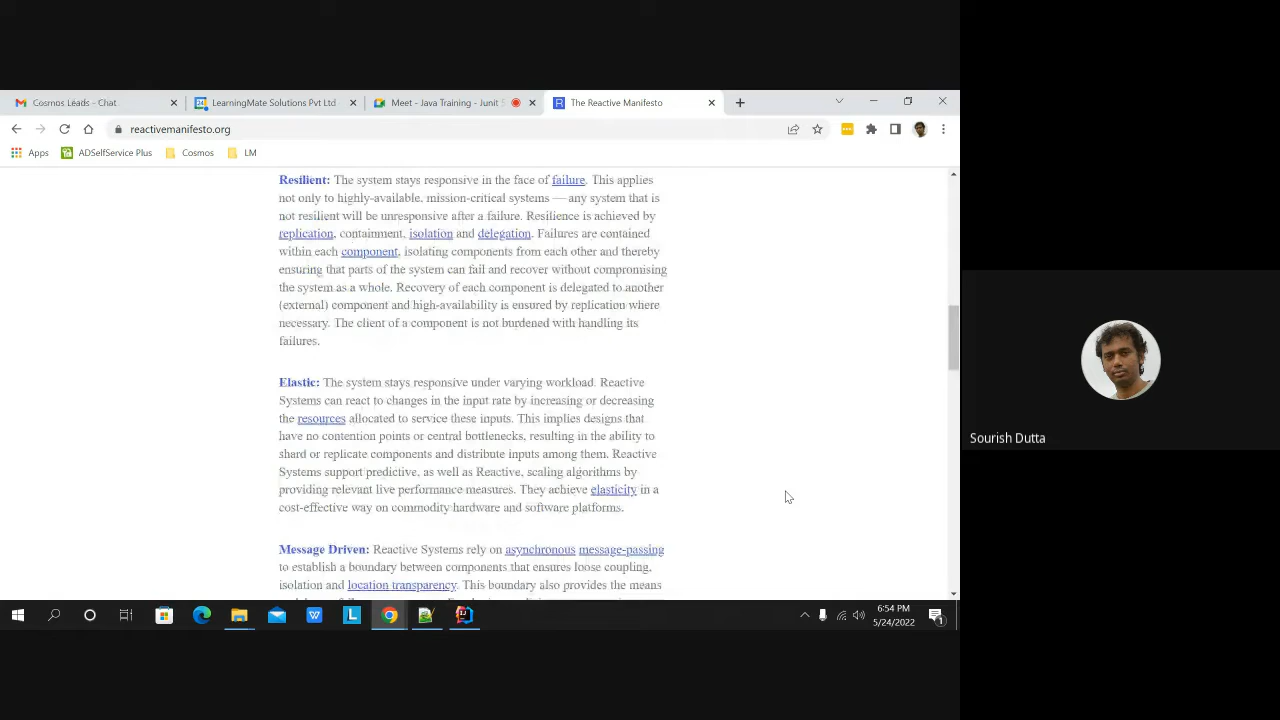 Cosmos Leads - Chat
LearningMate Solutions Pvt Ltd
Meet - Java Training - Junit
The Reactive Manifesto
reactivemanifesto.org
Apps
ADSelfService Plus
Cosmos
LM
Resilient: The system stays responsive in the face of failure. This applies
not only to highly-available, mission-critical systems — any system that is
not resilient will be unresponsive after a failure. Resilience is achieved by
replication, containment, isolation and delegation. Failures are contained
within each component, isolating components from each other and thereby
ensuring that parts of the system can fail and recover without compromising
the system as a whole. Recovery of each component is delegated to another
(external) component and high-availability is ensured by replication where
necessary. The client of a component is not burdened with handling its
failures.
Elastic: The system stays responsive under varying workload. Reactive
Systems can react to changes in the input rate by increasing or decreasing
the resources allocated to service these inputs. This implies designs that
have no contention points or central bottlenecks, resulting in the ability to
shard or replicate components and distribute inputs among them. Reactive
Systems support predictive, as well as Reactive, scaling algorithms by
providing relevant live performance measures. They achieve elasticity in a
cost-effective way on commodity hardware and software platforms.
Message Driven: Reactive Systems rely on asynchronous message-passing
to establish a boundary between components that ensures loose coupling,
isolation and location transparency. This boundary also provides the means
Sourish Dutta
6:54 PM
5/24/2022